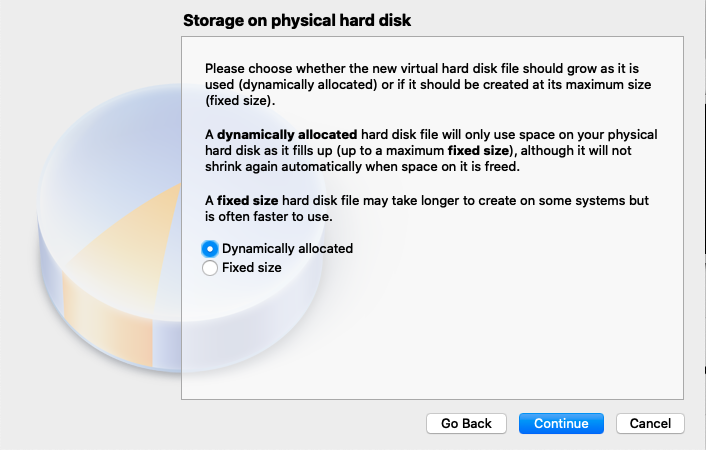 Storage on physical hard disk
Please choose whether the new virtual hard disk file should grow as it is
used (dynamically allocated) or if it should be created at its maximum size
(fixed size).
A dynamically allocated hard disk file will only use space on your physical
hard disk as it fills up (up to a maximum fixed size), although it will not
shrink again automatically when space on it is freed.
A fixed size hard disk file may take longer to create on some systems but
is often faster to use.
Dynamically allocated
Fixed size
Go Back
Continue
Cancel